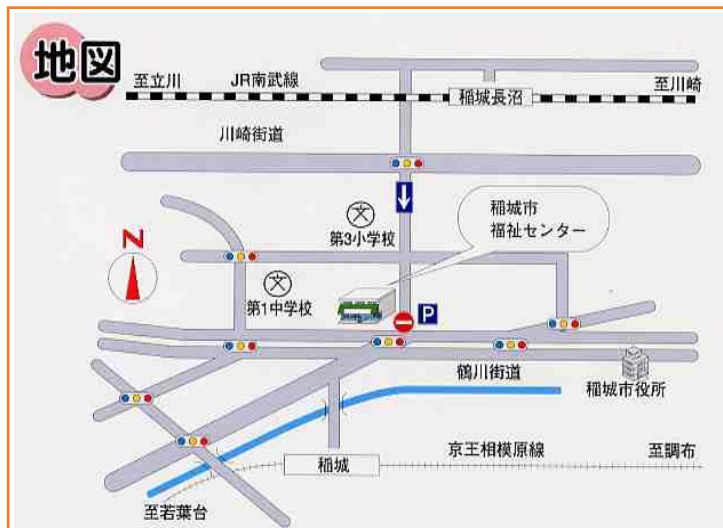 地図
至立川
JR南武線
稲城長沼
至川崎
川崎街道
稲城市
福祉センター
第3小学校
N
第1中学校
P
鶴川街道
稲城市役所
稲城
京王相模原線
至調布
至若葉台